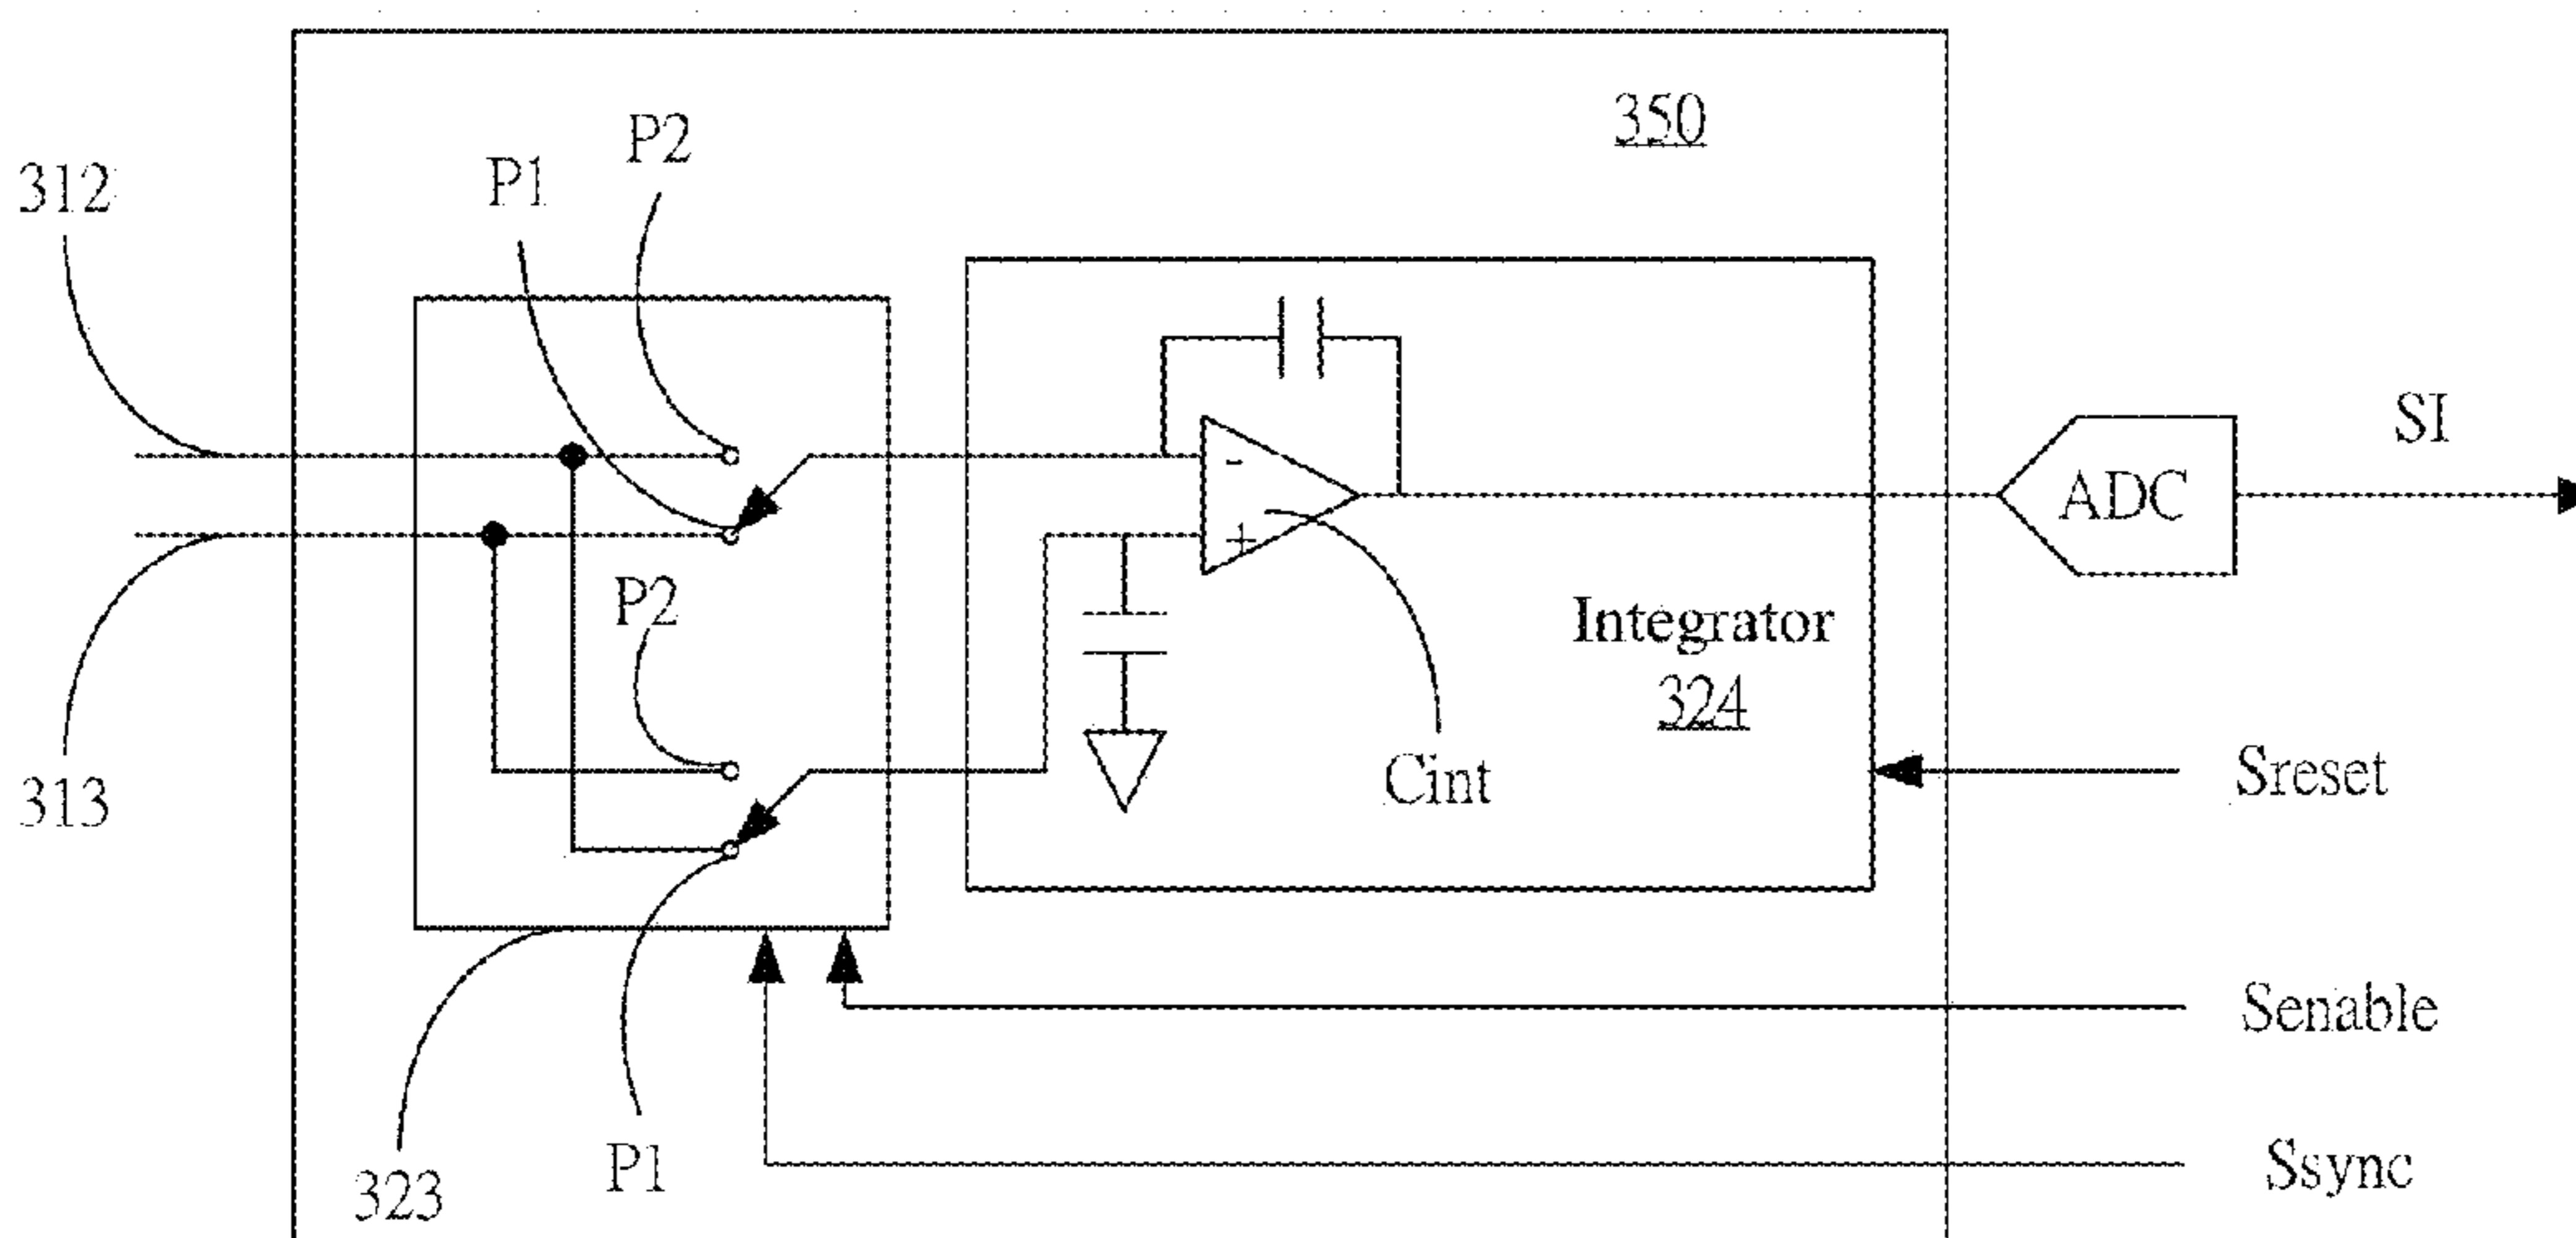 350
P2
P1
312
SI
ADC
P2
Integrator
324
313
Cint
Sreset
Senable
P1
Ssync
323
-
+